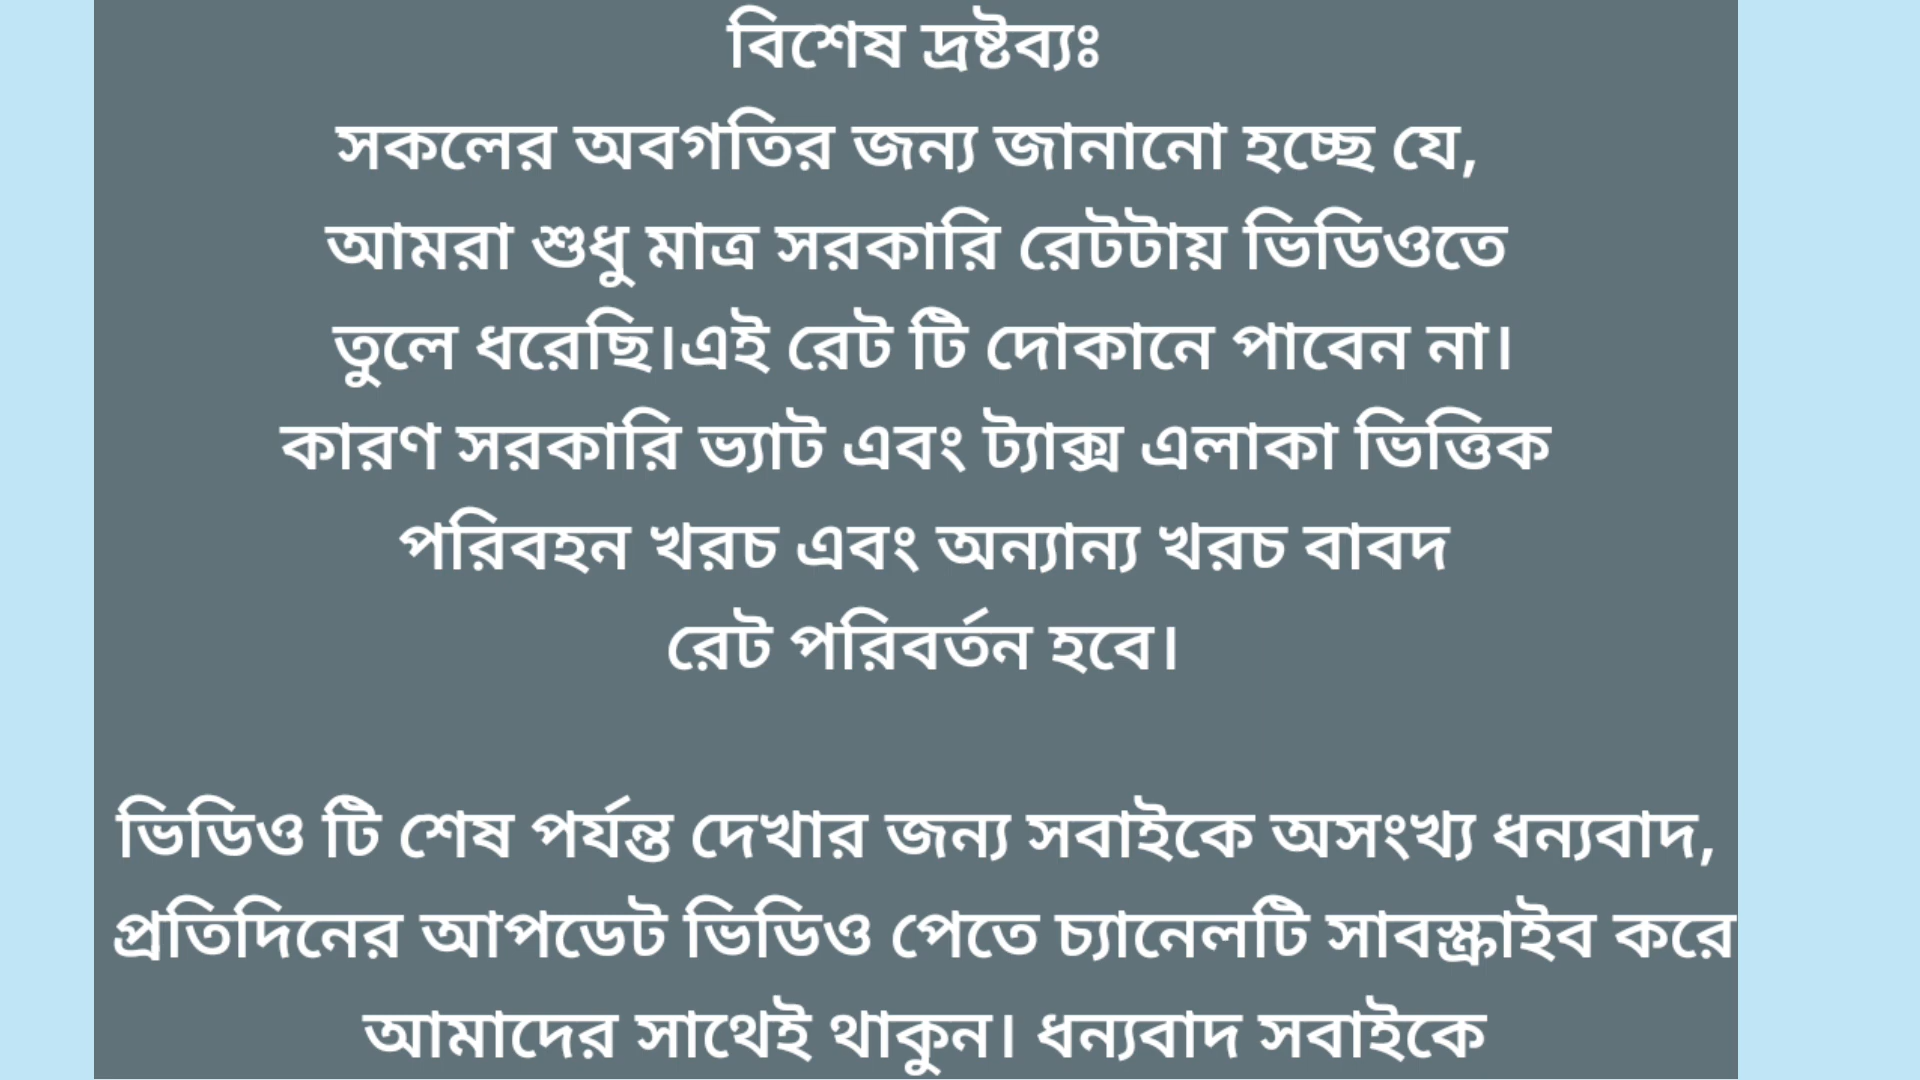 বিশেষ দ্রষ্টব্যঃ
সকলের অবগতির জন্য জানানো হচ্ছে যে,
আমরা শুধু মাত্র সরকারি রেটটায় ভিডিওতে
তুলে ধরেছি।এই রেট টি দোকানে পাবেন না।
কারণ সরকারি ভ্যাট এবং ট্যাক্স এলাকা ভিত্তিক
পরিবহন খরচ এবং অন্যান্য খরচ বাবদ
রেট পরিবর্তন হবে।
ভিডিও টি শেষ পর্যন্ত দেখার জন্য সবাইকে অসংখ্য ধন্যবাদ,
প্রতিদিনের আপডেট ভিডিও পেতে চ্যানেলটি সাবস্ক্রাইব করে
আমাদের সাথেই থাকুন। ধন্যবাদ সবাইকে